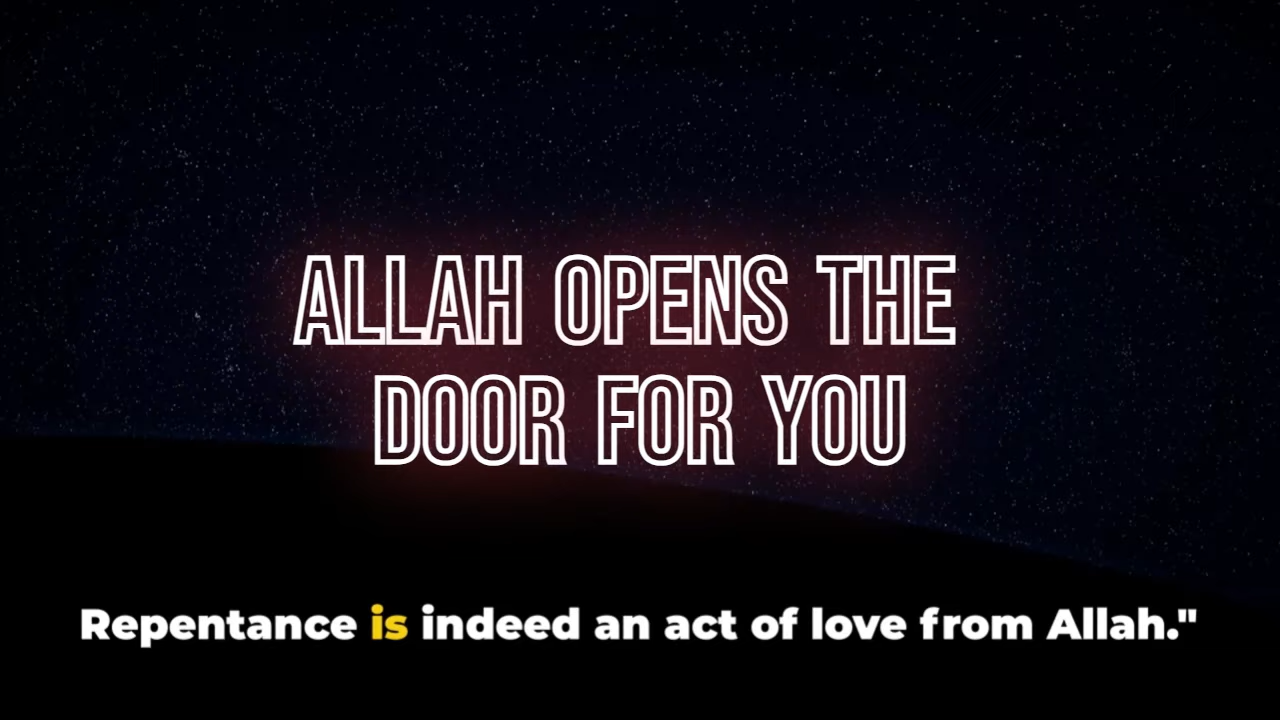 ALLAH OPENS THE
DOOR FOR YOU
Repentance is indeed an act of love from Allah."